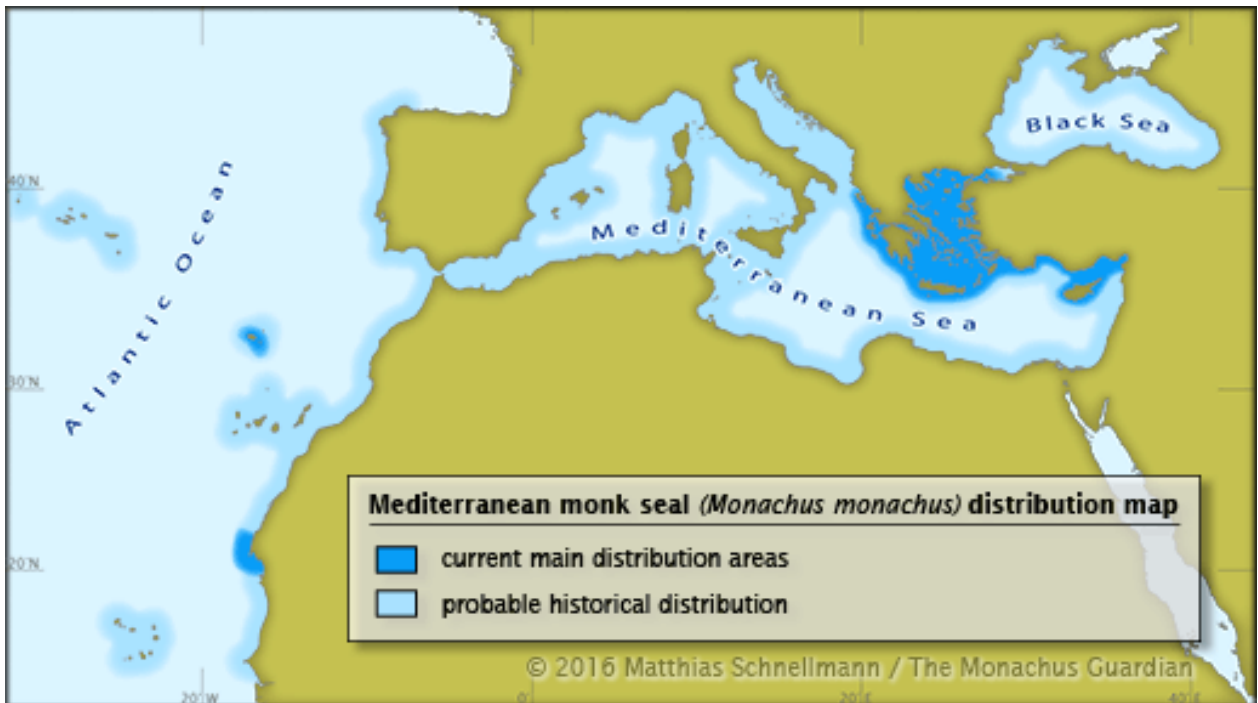 Black Sea
40°N
Mediterranean Sea
Atlantic Ocean
30°N
Mediterranean monk seal (Monachus monachus) distribution map
current main distribution areas
20°N
probable historical distribution
© 2016 Matthias Schnellmann / The Monachus Guardian
20°W
0°
20°E
40°E